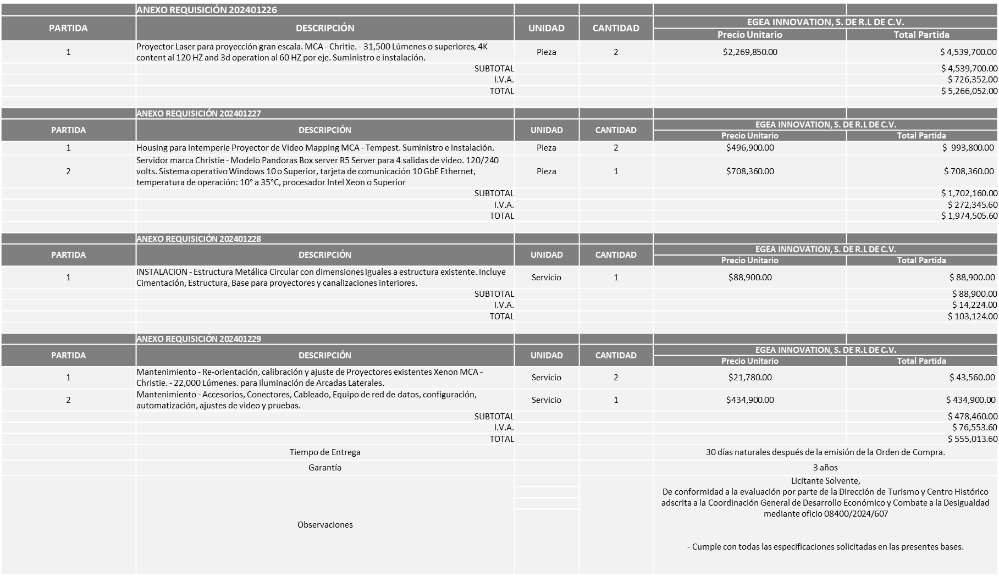 ANEXO REQUISICIÓN 202401226
PARTIDA DESCRIPCIÓN UNIDAD CANTIDAD EGEA INNOVATION, S. DE R.L DE C.V.
Precio Unitario Total Partida
1 Proyector Laser para proyección gran escala. MCA - Chritie. - 31,500 Lúmenes o superiores, 4K
content al 120 HZ and 3d operation al 60 HZ por eje. Suministro e instalación. Pieza 2 $2,269,850.00 $ 4,539,700.00
SUBTOTAL $ 4,539,700.00
I.V.A. $ 726,352.00
TOTAL $ 5,266,052.00
ANEXO REQUISICIÓN 202401227
PARTIDA DESCRIPCIÓN UNIDAD CANTIDAD EGEA INNOVATION, S. DE R.L DE C.V.
Precio Unitario Total Partida
1 Housing para intemperie Proyector de Video Mapping MCA - Tempest. Suministro e Instalación. Pieza 2 $496,900.00 $ 993,800.00
Servidor marca Christie - Modelo Pandoras Box server R5 Server para 4 salidas de video. 120/240
2 volts. Sistema operativo Windows 10 o Superior, tarjeta de comunicación 10 GbE Ethernet, Pieza 1 $708,360.00 $ 708,360.00
temperatura de operación: 10° a 35°C, procesador Intel Xeon o Superior
SUBTOTAL $ 1,702,160.00
I.V.A. $ 272,345.60
TOTAL $ 1,974,505.60
ANEXO REQUISICIÓN 202401228
PARTIDA DESCRIPCIÓN UNIDAD CANTIDAD EGEA INNOVATION, S. DE R.L DE C.V.
Precio Unitario Total Partida
1 INSTALACION - Estructura Metálica Circular con dimensiones iguales a estructura existente. Incluye
Cimentación, Estructura, Base para proyectores y canalizaciones interiores. Servicio 1 $88,900.00 $ 88,900.00
SUBTOTAL $ 88,900.00
I.V.A. $ 14,224.00
TOTAL $ 103,124.00
ANEXO REQUISICIÓN 202401229
PARTIDA DESCRIPCIÓN UNIDAD CANTIDAD EGEA INNOVATION, S. DE R.L DE C.V.
Precio Unitario Total Partida
1 Mantenimiento - Re-orientación, calibración y ajuste de Proyectores existentes Xenon MCA -
Christie. - 22,000 Lúmenes. para iluminación de Arcadas Laterales. Servicio 2 $21,780.00 $ 43,560.00
2 Mantenimiento - Accesorios, Conectores, Cableado, Equipo de red de datos, configuración,
automatización, ajustes de video y pruebas. Servicio 1 $434,900.00 $ 434,900.00
SUBTOTAL $ 478,460.00
I.V.A. $ 76,553.60
TOTAL $ 555,013.60
Tiempo de Entrega 30 días naturales después de la emisión de la Orden de Compra.
Garantía 3 años
Observaciones
Licitante Solvente,
De conformidad a la evaluación por parte de la Dirección de Turismo y Centro Histórico
adscrita a la Coordinación General de Desarrollo Económico y Combate a la Desigualdad
mediante oficio 08400/2024/607
- Cumple con todas las especificaciones solicitadas en las presentes bases.